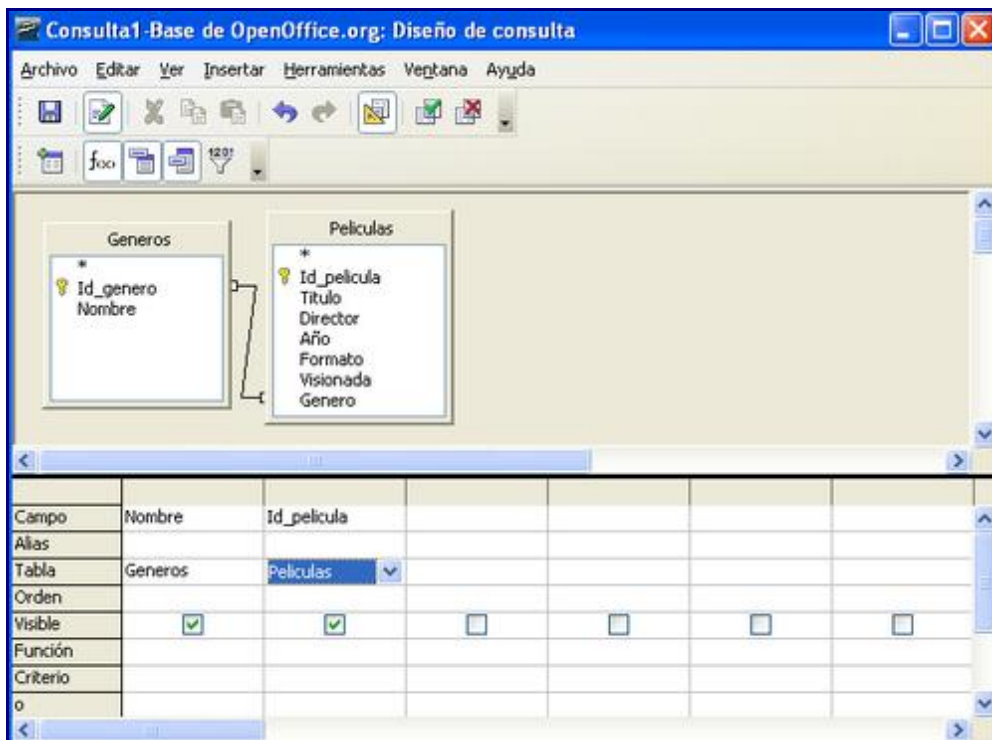 Consulta1-Base de OpenOffice.org: Diseño de consulta
Archivo Editar Ver Insertar Herramientas Ventana Ayuda
Generos
*
Id_genero
Nombre
Peliculas
*
Id_pelicula
Titulo
Director
Año
Formato
Visionada
Genero
Campo Nombre Id_pelicula
Alias
Tabla Generos Peliculas
Orden
Visible
Función
Criterio
o